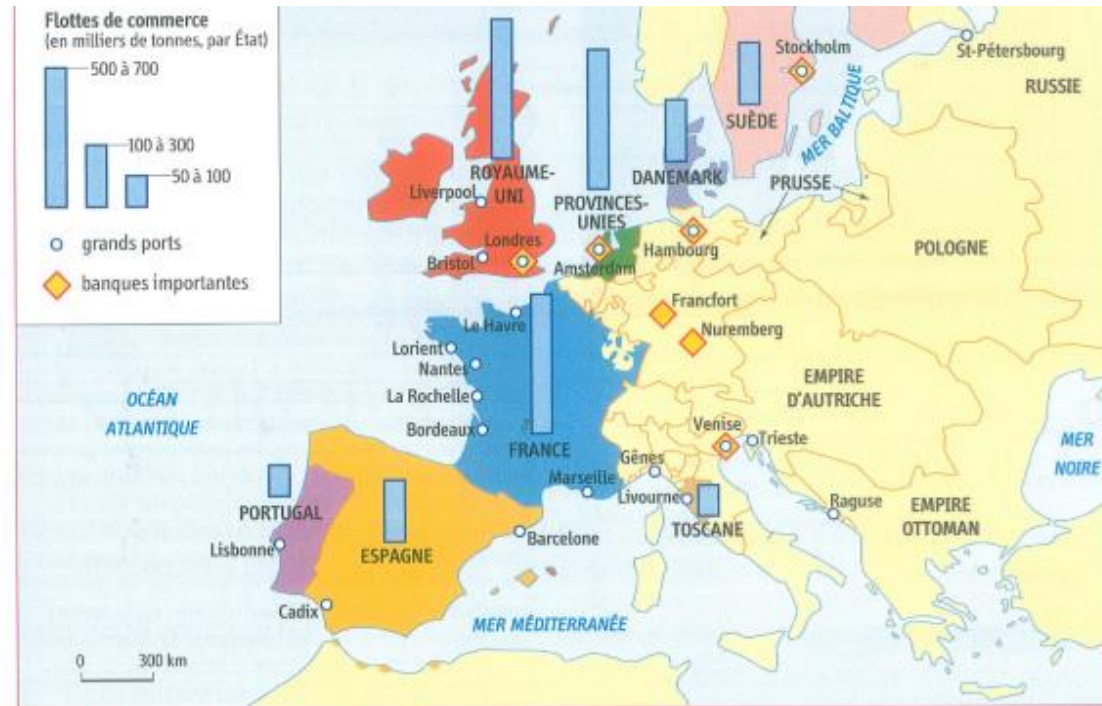 Flottes de commerce
(en milliers de tonnes, par État)
500 à 700
100 à 300
50 à 100
grands ports
banques importantes
Stockholm
St-Pétersbourg
RUSSIE
MER BALTIQUE
SUÈDE
DANEMARK
PRUSSE
ROYAUME-
UNI
Liverpool
PROVINCES-
UNIES
Londres
Bristol
Amsterdam
Hambourg
POLOGNE
Francfort
Nuremberg
Le Havre
Lorient
Nantes
La Rochelle
Bordeaux
OCÉAN
ATLANTIQUE
FRANCE
EMPIRE
D'AUTRICHE
Venise
Trieste
Gênes
Marseille
Livourne
TOSCANE
Raguse
EMPIRE
OTTOMAN
MER
NOIRE
PORTUGAL
Lisbonne
ESPAGNE
Barcelone
Cadix
MER MÉDITERRANÉE
0 300 km